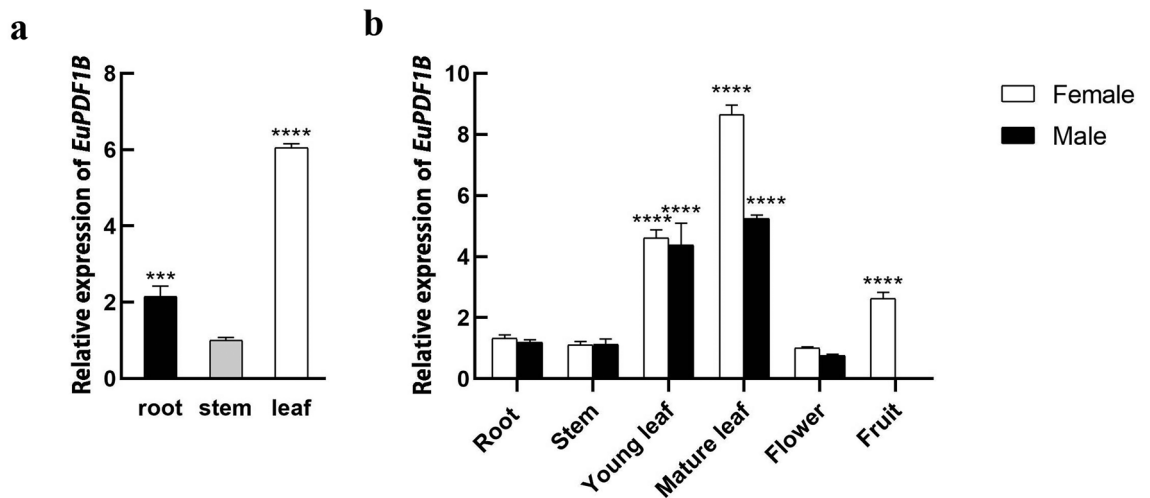 a
Relative expression of EuPDF1B
8
6
4
2
0
***
****
root stem leaf
b
Relative expression of EuPDF1B
10
8
6
4
2
0
****
****
****
****
****
Root
Stem
Young leaf
Mature leaf
Flower
Fruit
Female
Male